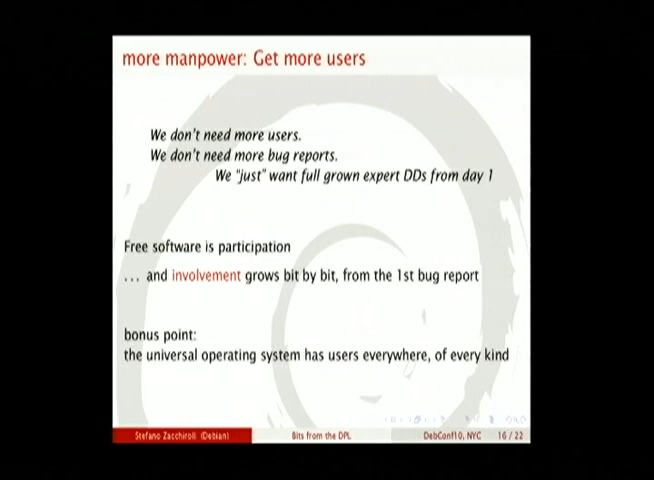 more manpower: Get more users
We don't need more users.
We don't need more bug reports.
We "just" want full grown expert DDs from day 1
Free software is participation
... and involvement grows bit by bit, from the 1st bug report
bonus point:
the universal operating system has users everywhere, of every kind
Stefano Zacchiroli (Debian) Bits from the DPL DebConf10, NYC 16 / 22